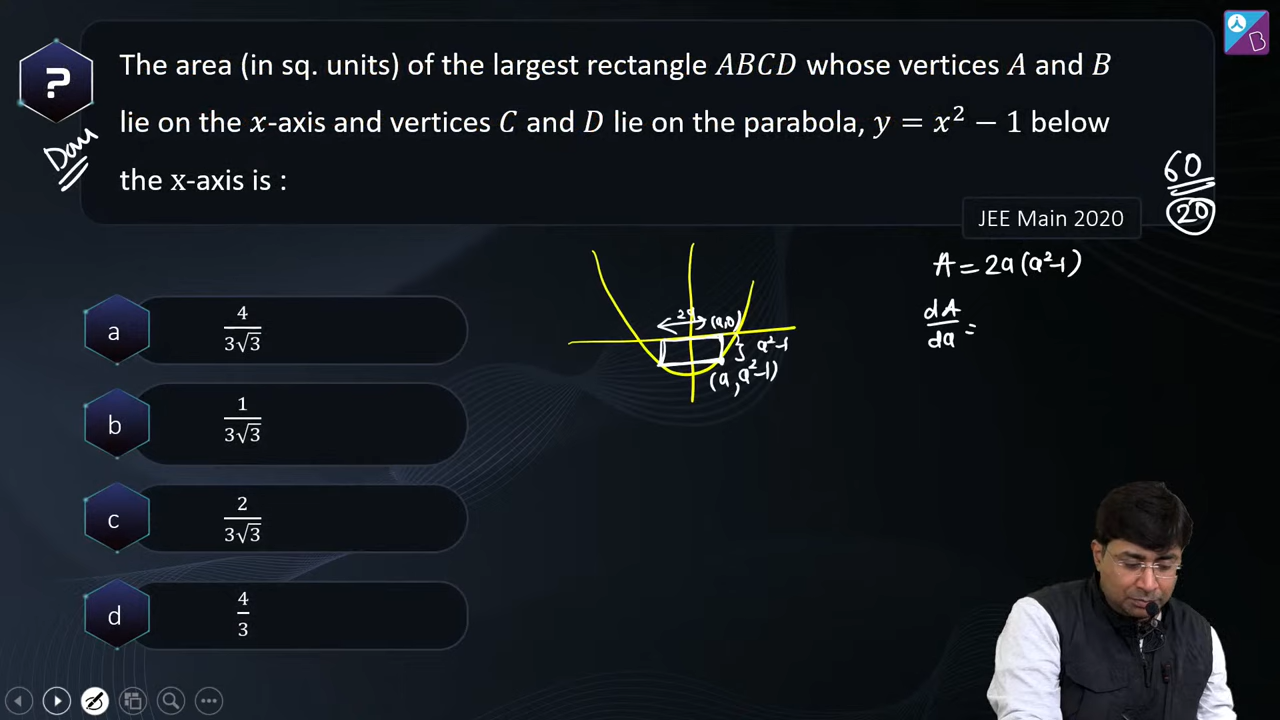 ?
The area (in sq. units) of the largest rectangle ABCD whose vertices A and B
lie on the x-axis and vertices C and D lie on the parabola, y = x² − 1 below
the x-axis is :
60
20
JEE Main 2020
a
4/(3√3)
b
1/(3√3)
c
2/(3√3)
d
4/3
2a
(a,0)
a²-1
(a, a²-1)
A = 2a(a²-1)
dA/da =
B